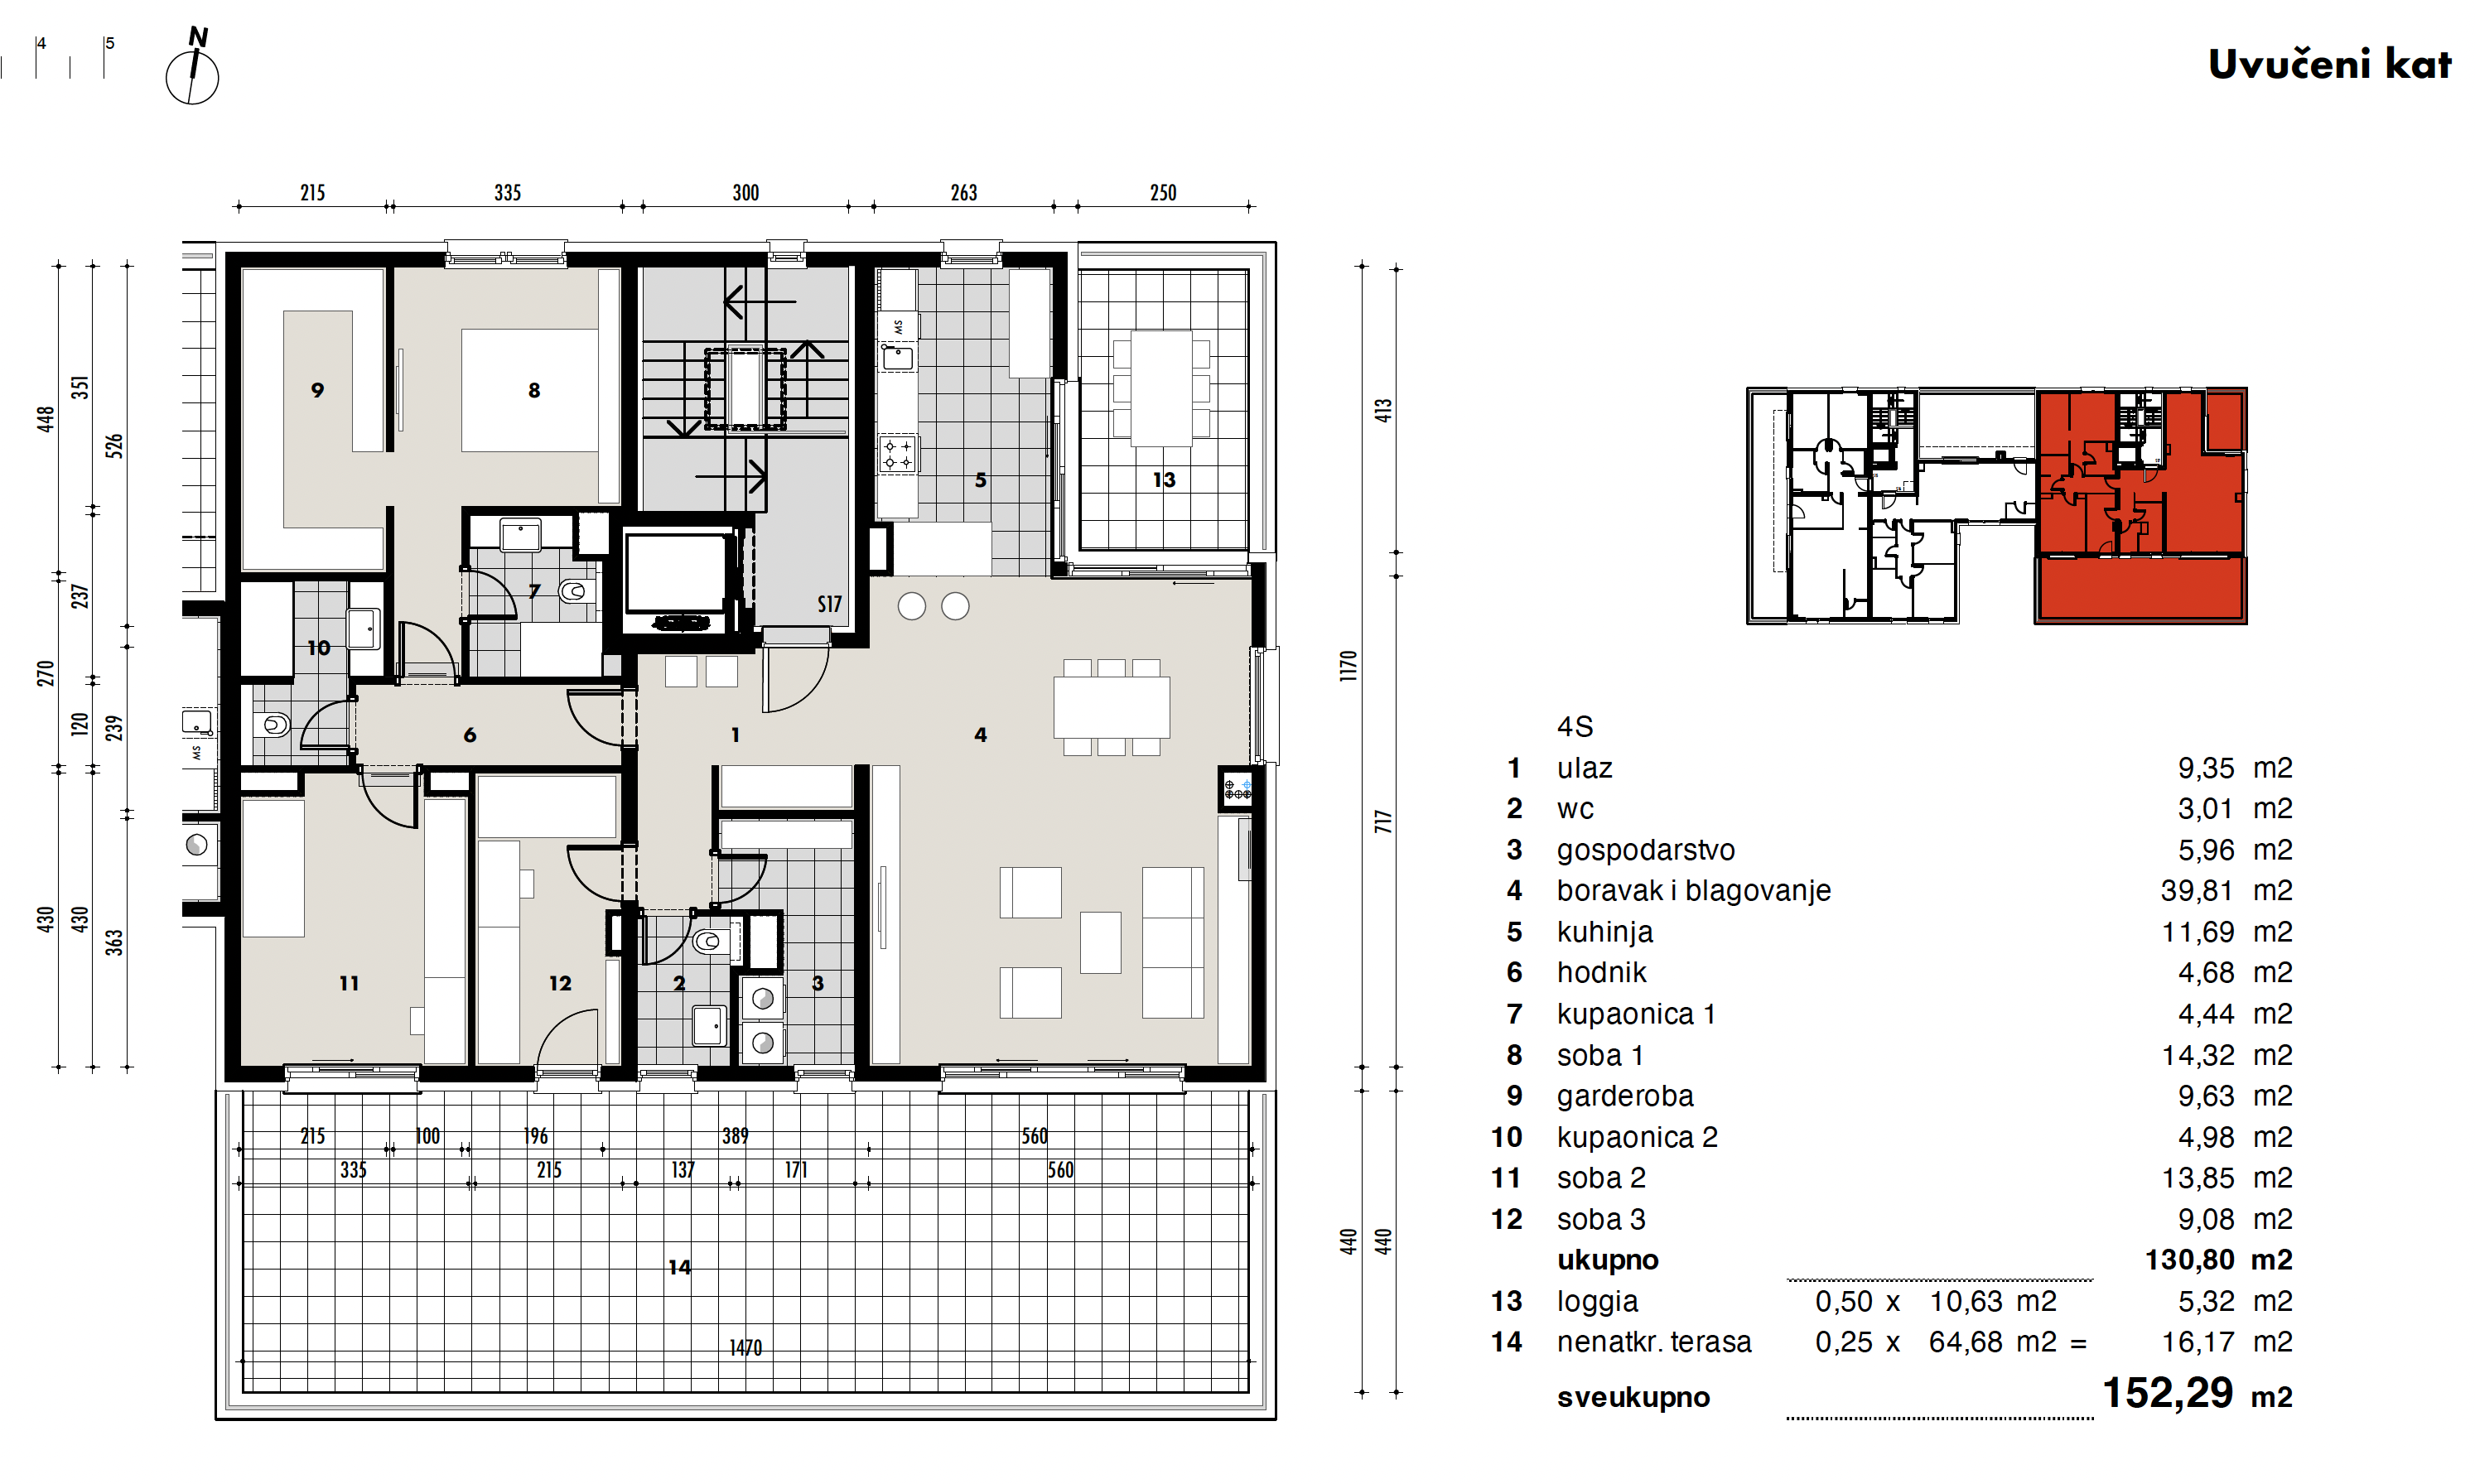 4 5
N
Uvučeni kat
215 335 300 263 250
448 351 526
413
9 8 5 13
MS
237
7
S17
10
270 120 239
1170
MS
6 1 4
717
430 430 363
11 12 2 3
215 100 196 389 560
335 215 137 171 560
440 440
14
1470
4S
1 ulaz 9,35 m2
2 wc 3,01 m2
3 gospodarstvo 5,96 m2
4 boravak i blagovanje 39,81 m2
5 kuhinja 11,69 m2
6 hodnik 4,68 m2
7 kupaonica 1 4,44 m2
8 soba 1 14,32 m2
9 garderoba 9,63 m2
10 kupaonica 2 4,98 m2
11 soba 2 13,85 m2
12 soba 3 9,08 m2
ukupno 130,80 m2
13 loggia 0,50 x 10,63 m2 5,32 m2
14 nenatkr. terasa 0,25 x 64,68 m2 = 16,17 m2
sveukupno 152,29 m2